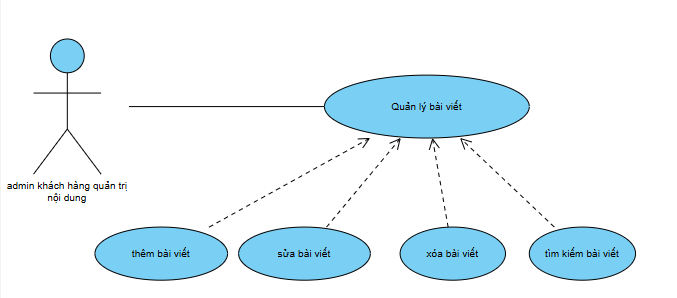 Quản lý bài viết
admin khách hàng quản trị
nội dung
thêm bài viết
sửa bài viết
xóa bài viết
tìm kiếm bài viết